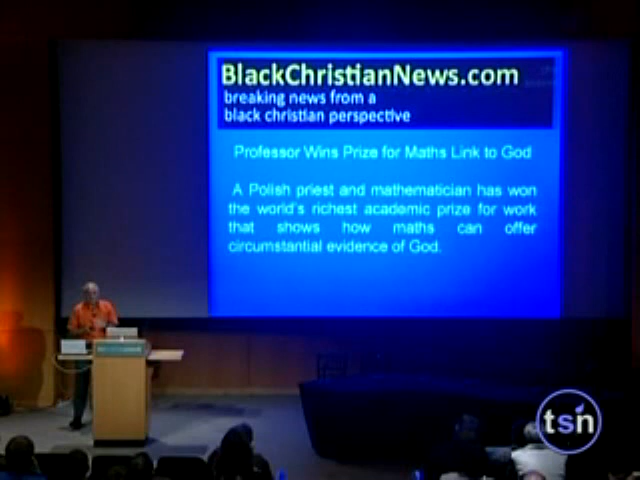 BlackChristianNews.com
breaking news from a
black christian perspective
Professor Wins Prize for Maths Link to God
A Polish priest and mathematician has won
the world's richest academic prize for work
that shows how maths can offer
circumstantial evidence of God.
tsn